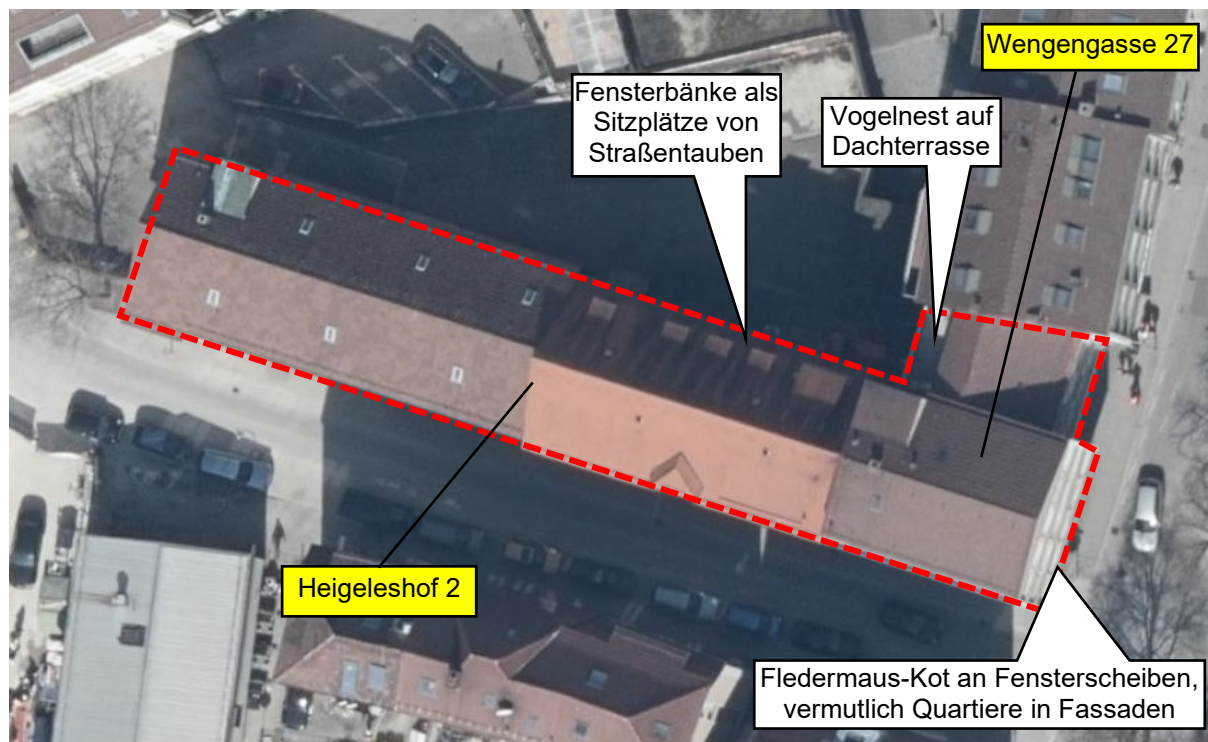 Wengengasse 27
Fensterbänke als
Sitzplätze von
Straßentauben
Vogelnest auf
Dachterrasse
Heigeleshof 2
Fledermaus-Kot an Fensterscheiben,
vermutlich Quartiere in Fassaden